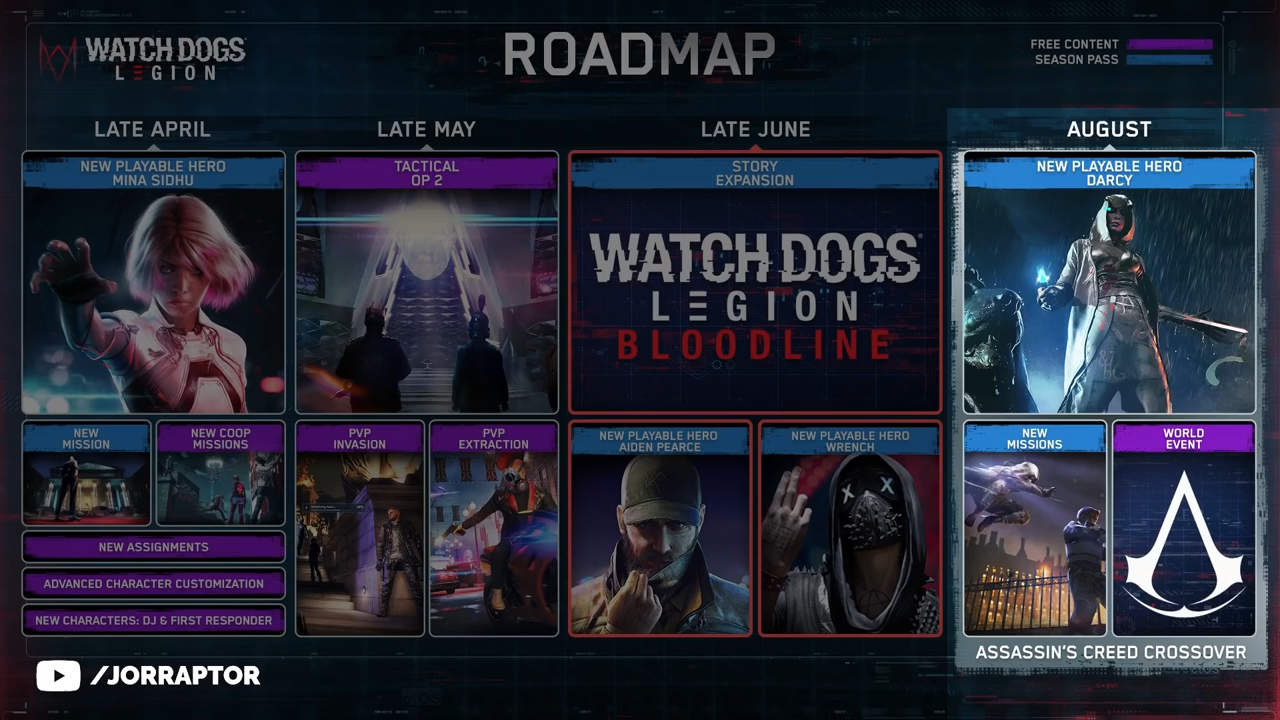 WATCH DOGS
LEGION
ROADMAP
FREE CONTENT
SEASON PASS
LATE APRIL
NEW PLAYABLE HERO
MINA SIDHU
NEW
MISSION
NEW COOP
MISSIONS
NEW ASSIGNMENTS
ADVANCED CHARACTER CUSTOMIZATION
NEW CHARACTERS: DJ & FIRST RESPONDER
LATE MAY
TACTICAL
OP 2
PVP
INVASION
PVP
EXTRACTION
LATE JUNE
STORY
EXPANSION
WATCH DOGS
LEGION
BLOODLINE
NEW PLAYABLE HERO
AIDEN PEARCE
NEW PLAYABLE HERO
WRENCH
AUGUST
NEW PLAYABLE HERO
DARCY
NEW
MISSIONS
WORLD
EVENT
ASSASSIN'S CREED CROSSOVER
/JORRAPTOR